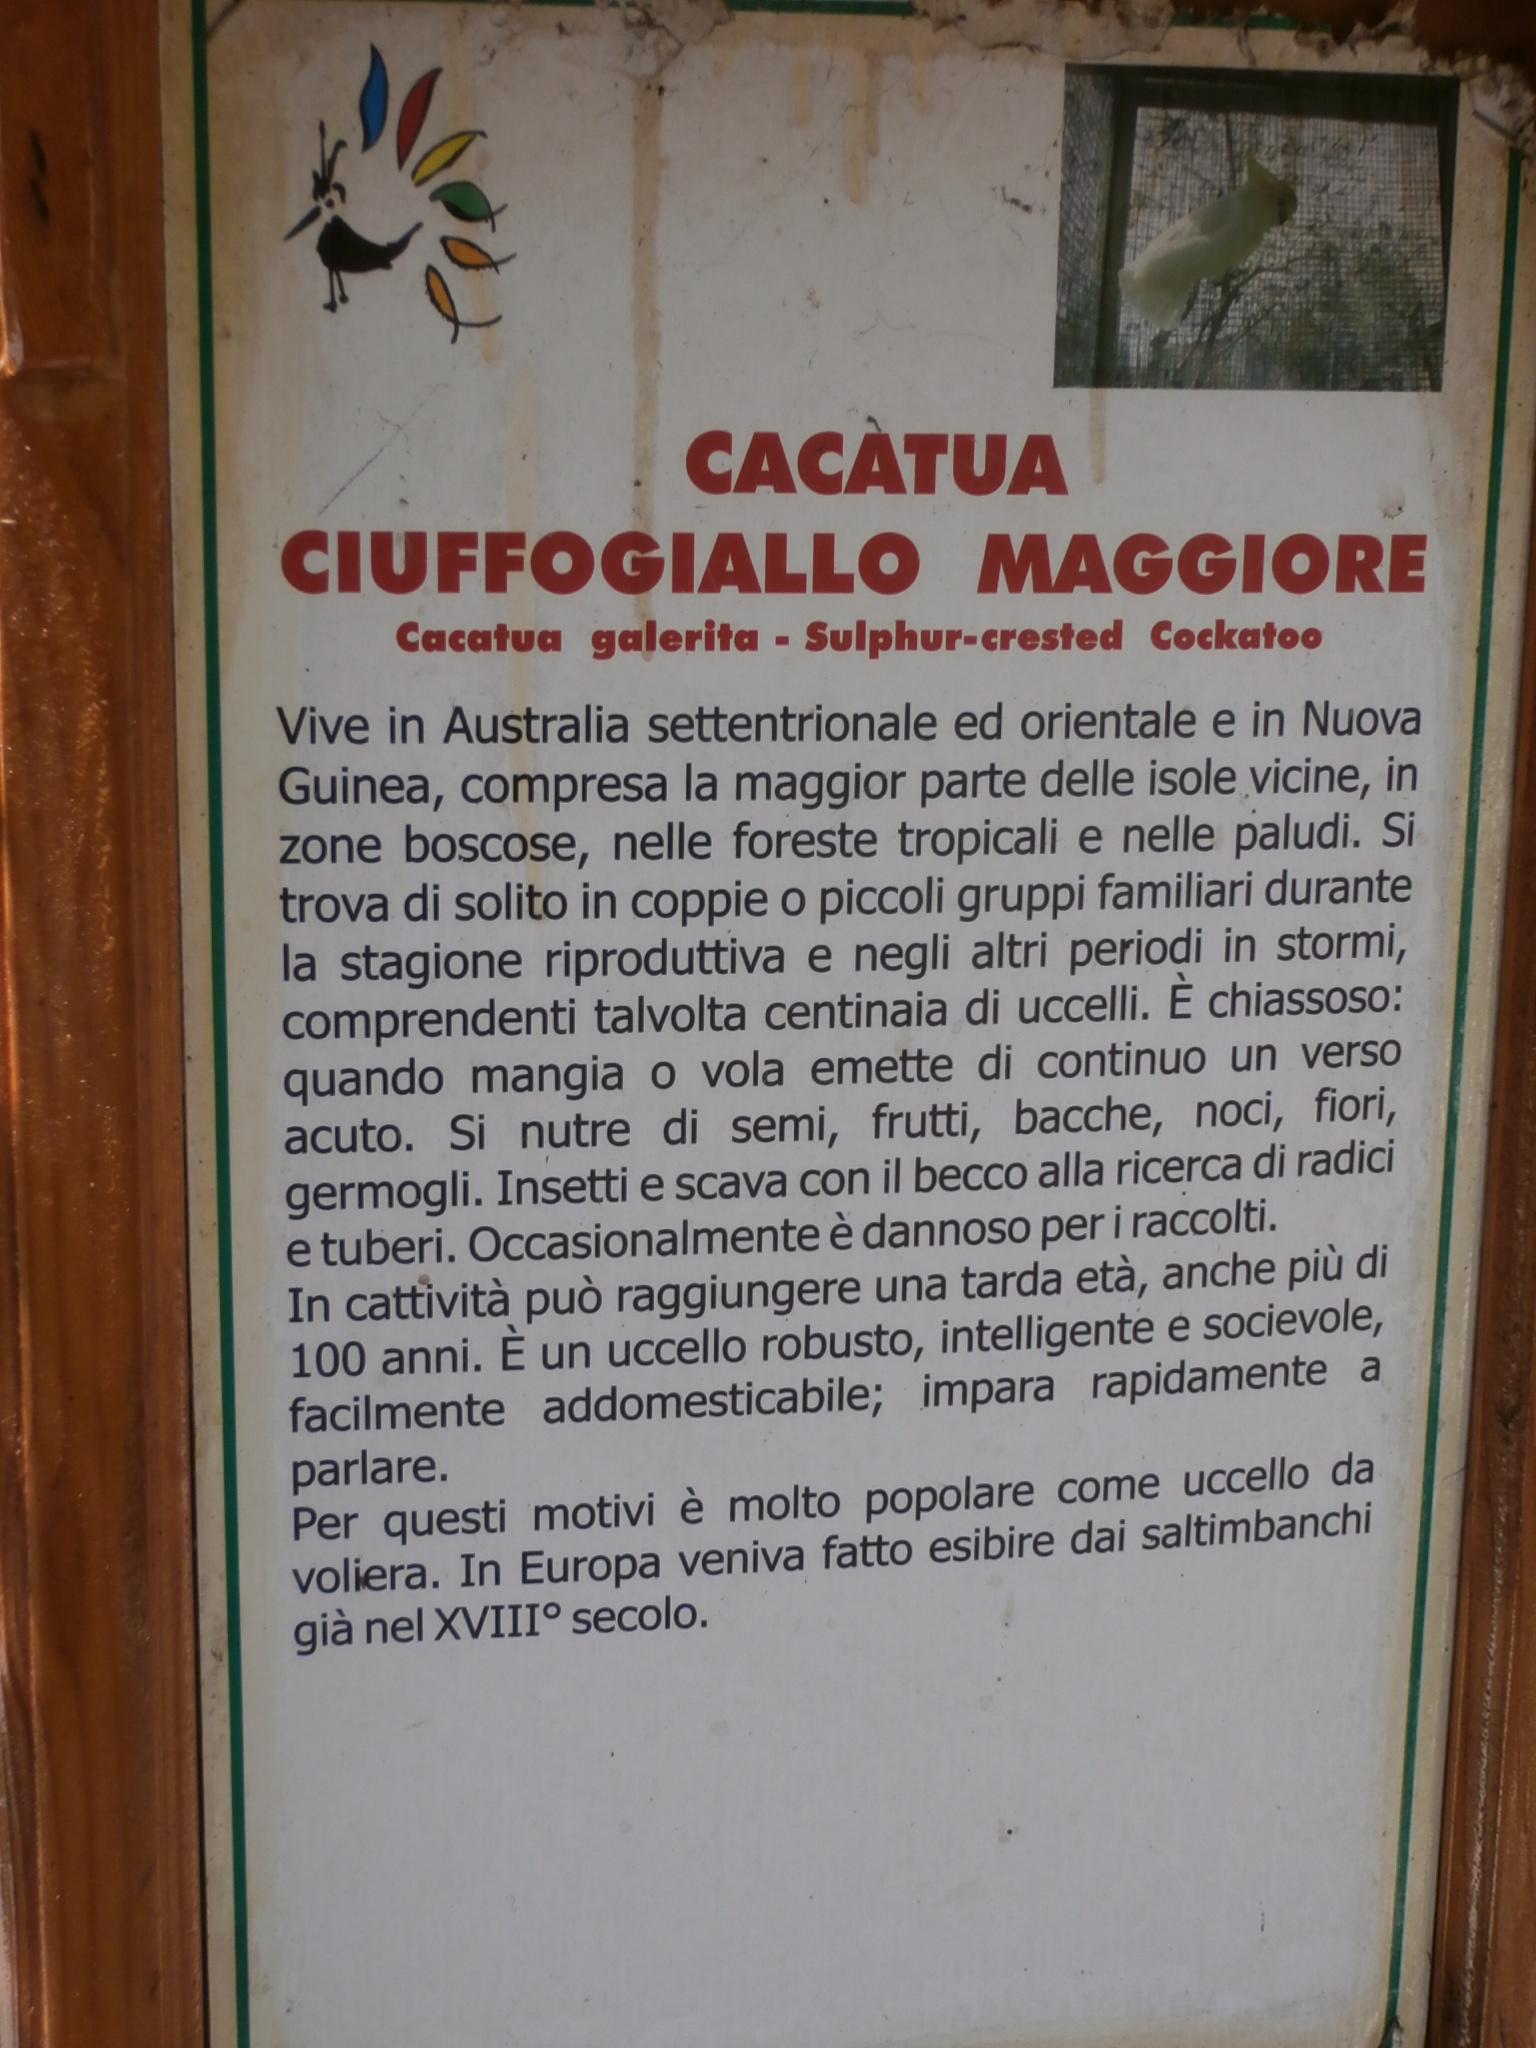 CACATUA
CIUFFOGIALLO MAGGIORE
Cacatua galerita - Sulphur-crested Cockatoo
Vive in Australia settentrionale ed orientale e in Nuova
Guinea, compresa la maggior parte delle isole vicine, in
zone boscose, nelle foreste tropicali e nelle paludi. Si
trova di solito in coppie o piccoli gruppi familiari durante
la stagione riproduttiva e negli altri periodi in stormi,
comprendenti talvolta centinaia di uccelli. È chiassoso:
quando mangia o vola emette di continuo un verso
acuto. Si nutre di semi, frutti, bacche, noci, fiori,
germogli. Insetti e scava con il becco alla ricerca di radici
e tuberi. Occasionalmente è dannoso per i raccolti.
In cattività può raggiungere una tarda età, anche più di
100 anni. È un uccello robusto, intelligente e socievole,
facilmente addomesticabile; impara rapidamente a
parlare.
Per questi motivi è molto popolare come uccello da
voliera. In Europa veniva fatto esibire dai saltimbanchi
già nel XVIII° secolo.